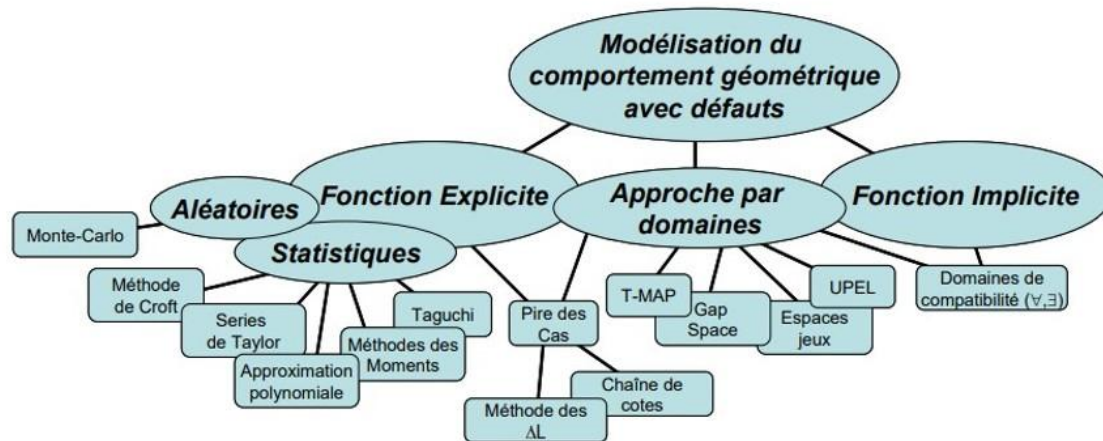 Modélisation du
comportement géométrique
avec défauts
Fonction Explicite
Approche par
domaines
Fonction Implicite
Aléatoires
Statistiques
Monte-Carlo
Méthode
de Croft
Series
de Taylor
Approximation
polynomiale
Méthodes des
Moments
Taguchi
Pire des
Cas
Méthode des
ΔL
Chaîne de
cotes
T-MAP
Gap
Space
Espaces
jeux
UPEL
Domaines de
compatibilité (∀,∃)